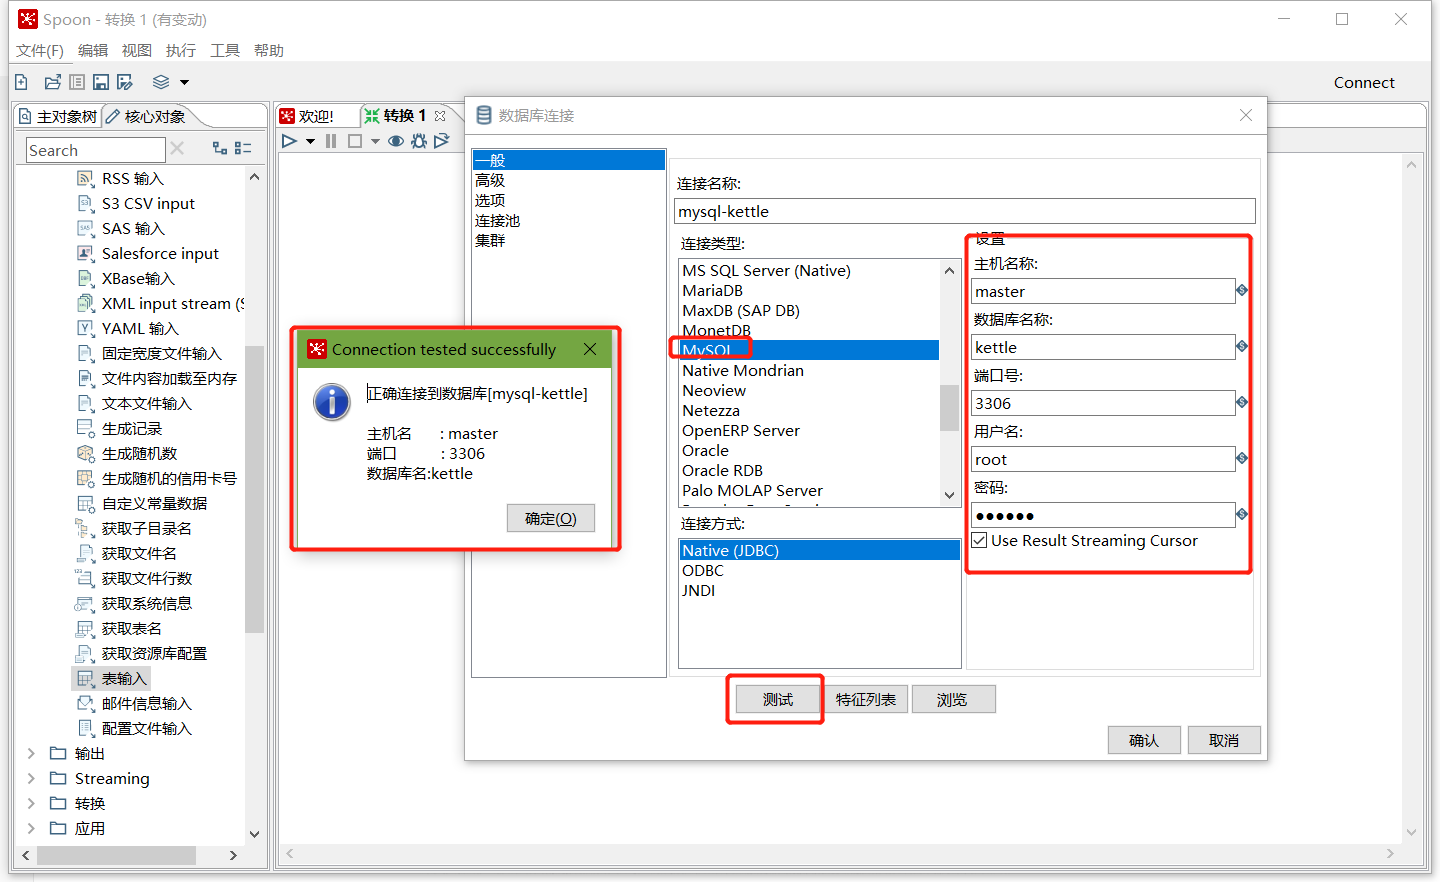 Spoon - 转换 1 (有变动)
文件(F) 编辑 视图 执行 工具 帮助
Connect
主对象树 核心对象
Search
RSS 输入
S3 CSV input
SAS 输入
Salesforce input
XBase输入
XML input stream (S
YAML 输入
固定宽度文件输入
文件内容加载至内存
文本文件输入
生成记录
生成随机数
生成随机的信用卡号
自定义常量数据
获取子目录名
获取文件名
获取文件行数
获取系统信息
获取表名
获取资源库配置
表输入
邮件信息输入
配置文件输入
输出
Streaming
转换
应用
欢迎! 转换 1
数据库连接
一般
高级
选项
连接池
集群
连接名称:
mysql-kettle
连接类型:
MS SQL Server (Native)
MariaDB
MaxDB (SAP DB)
MonetDB
MySQL
Native Mondrian
Neoview
Netezza
OpenERP Server
Oracle
Oracle RDB
Palo MOLAP Server
连接方式:
Native (JDBC)
ODBC
JNDI
设置
主机名称:
master
数据库名称:
kettle
端口号:
3306
用户名:
root
密码:
●●●●●●
Use Result Streaming Cursor
测试 特征列表 浏览
确认 取消
Connection tested successfully
正确连接到数据库[mysql-kettle]
主机名 : master
端口 : 3306
数据库名:kettle
确定(O)